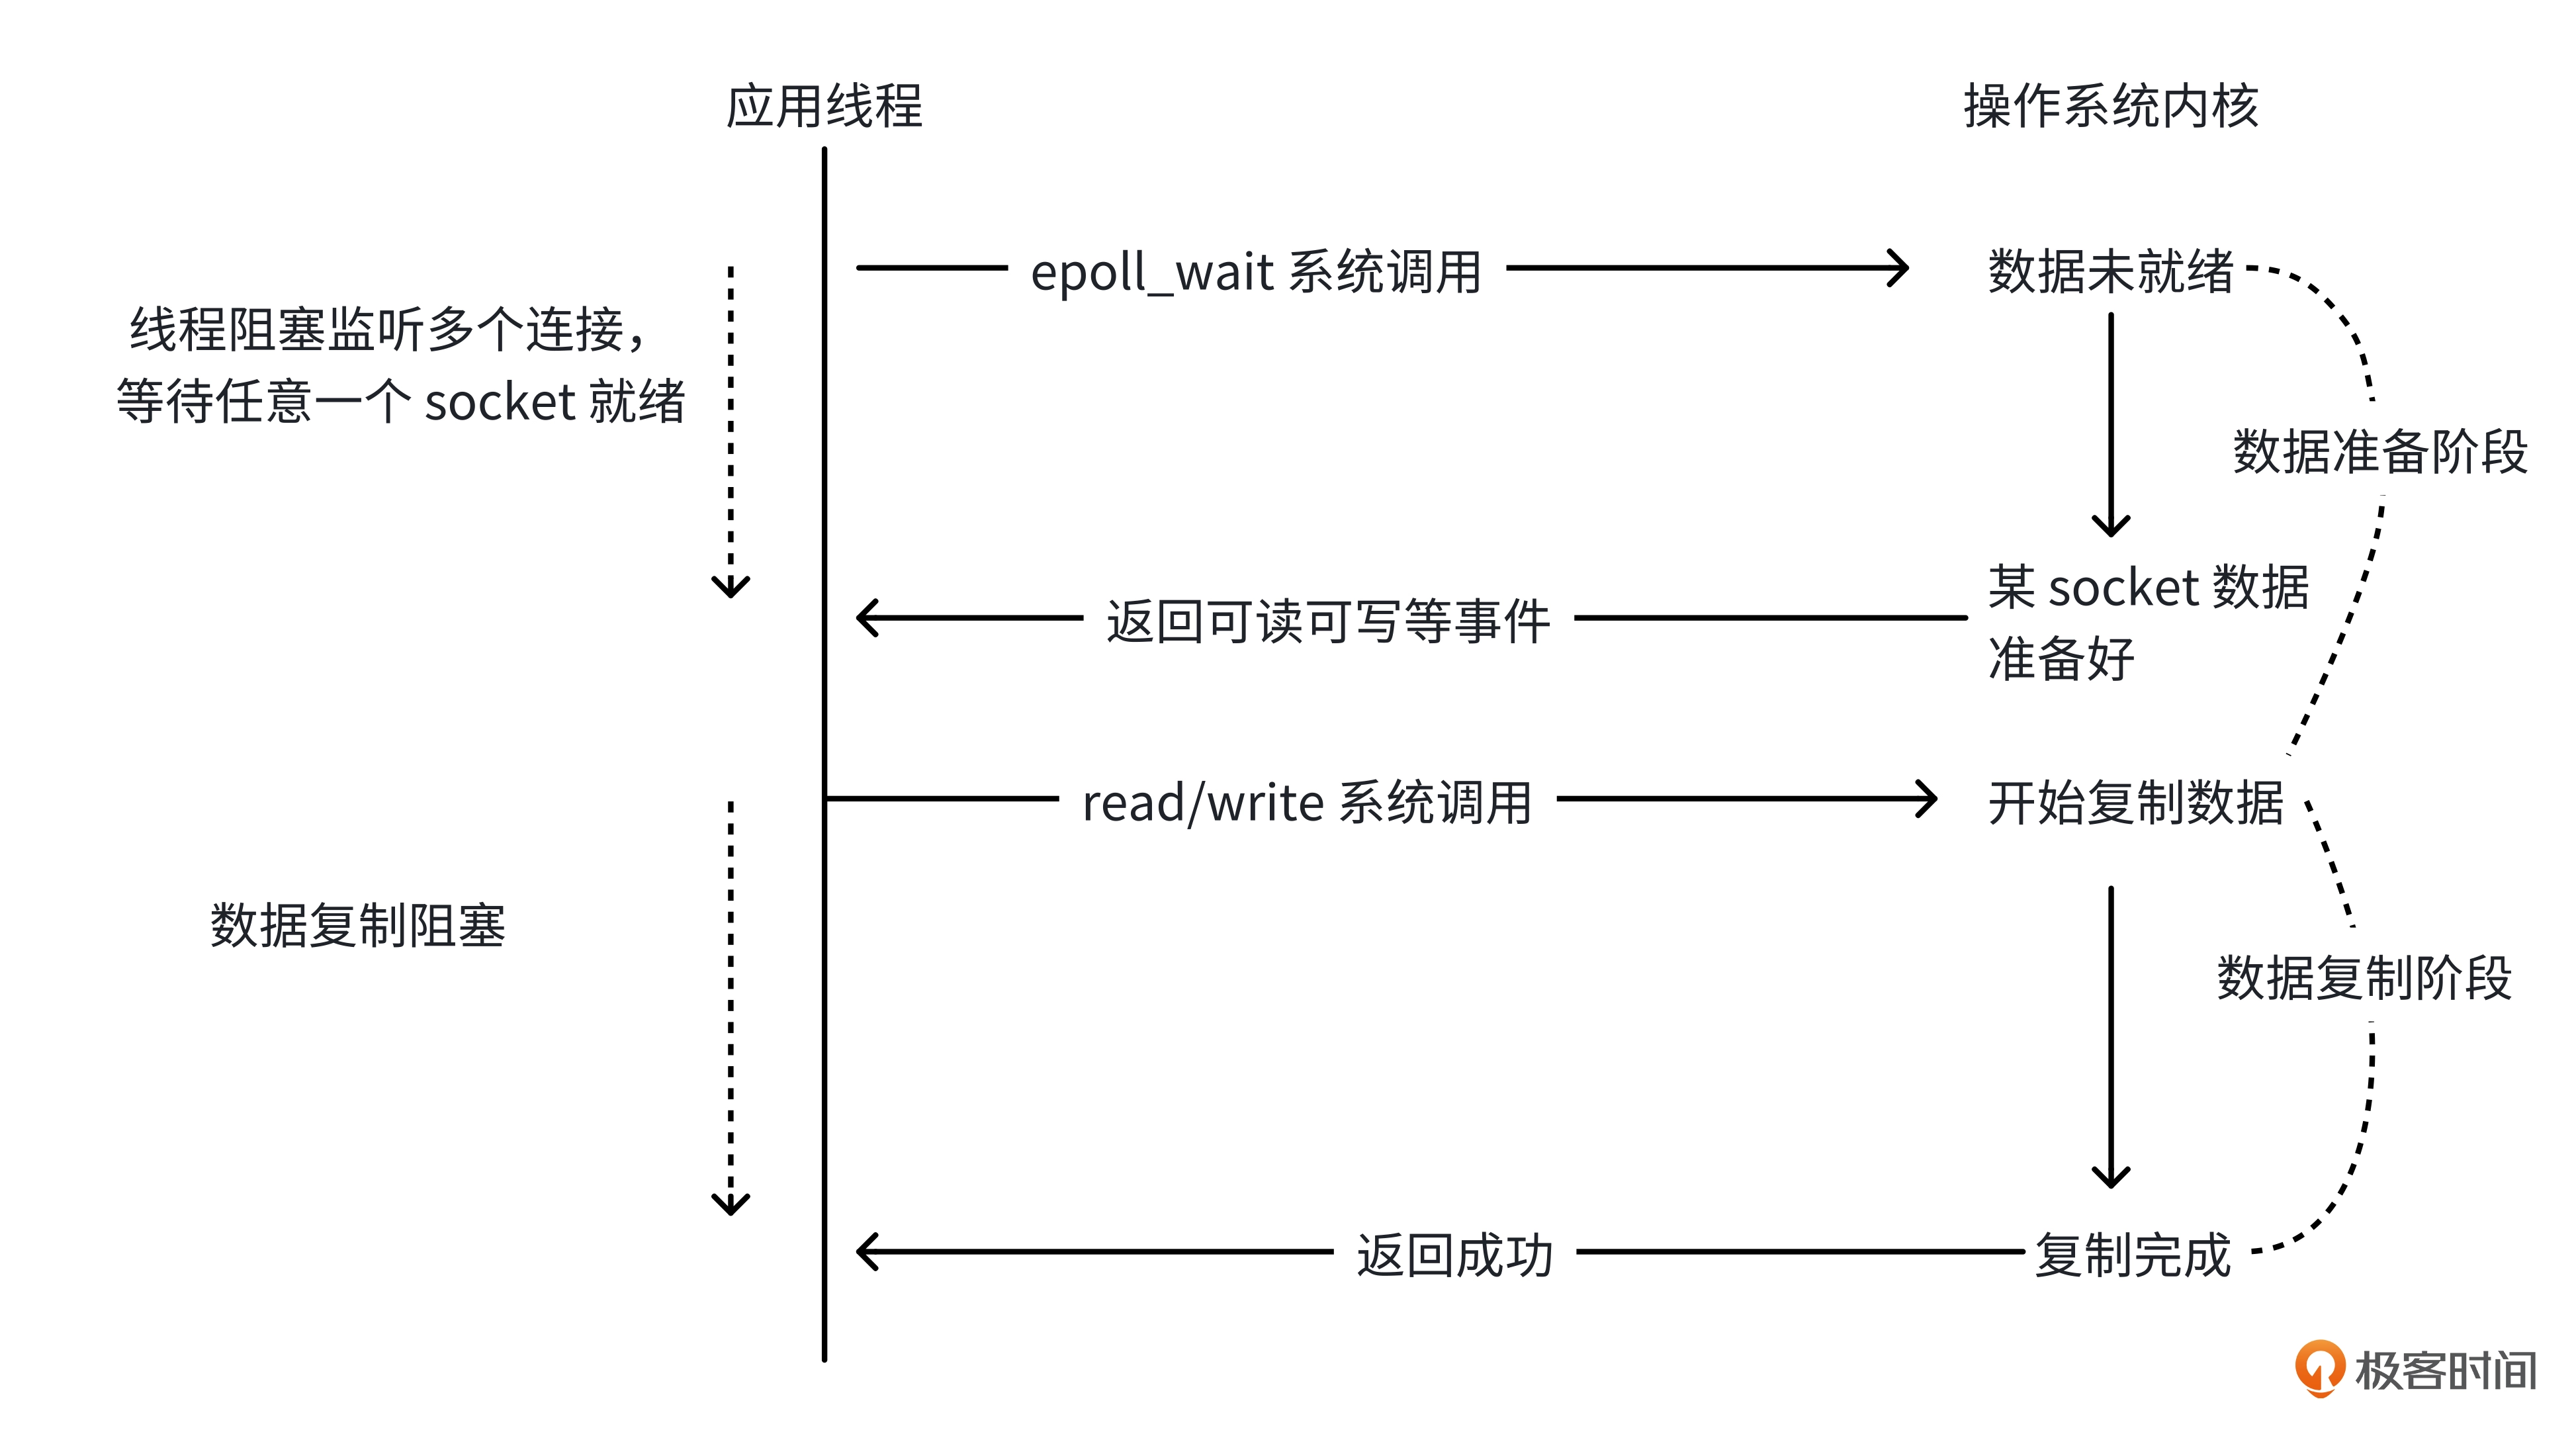 应用线程
操作系统内核
epoll_wait 系统调用
数据未就绪
线程阻塞监听多个连接，
等待任意一个 socket 就绪
数据准备阶段
某 socket 数据
准备好
返回可读可写等事件
read/write 系统调用
开始复制数据
数据复制阻塞
数据复制阶段
返回成功
复制完成
极客时间